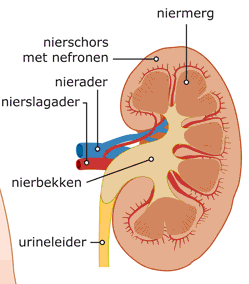 niermerg
nierschors
met nefronen
nierader
nierslagader
nierbekken
urineleider